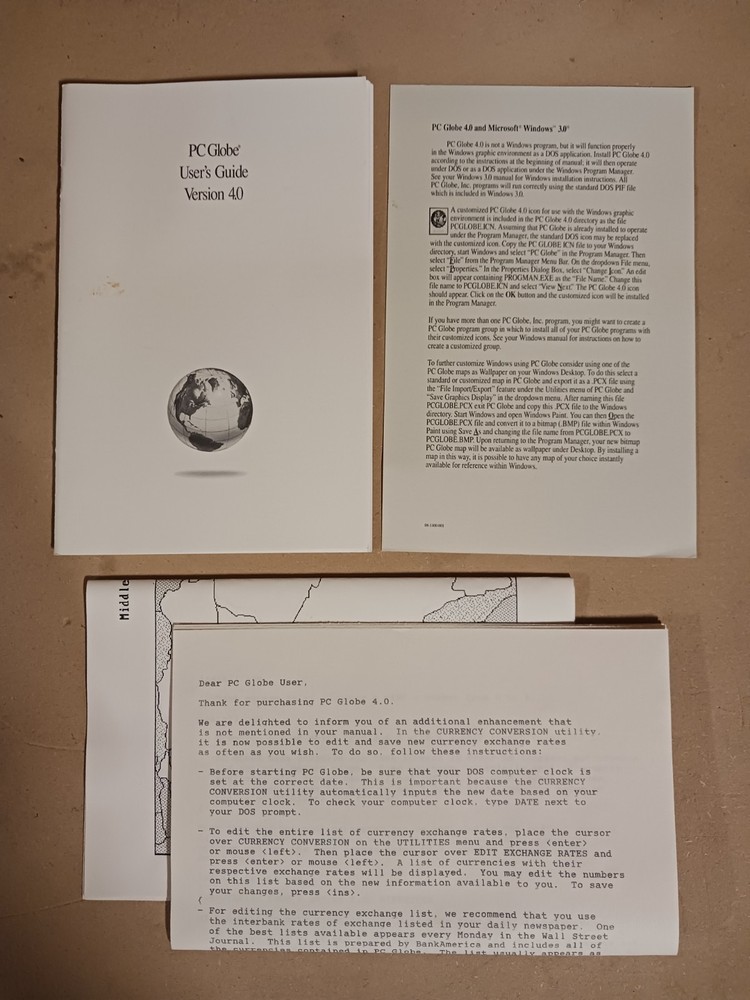 PC Globe®
User's Guide
Version 4.0
PC Globe 4.0 and Microsoft® Windows™ 3.0®
PC Globe 4.0 is not a Windows program, but it will function properly
in the Windows graphic environment as a DOS application. Install PC Globe 4.0
according to the instructions at the beginning of manual; it will then operate
under DOS or as a DOS application under the Windows Program Manager.
See your Windows 3.0 manual for Windows installation instructions. All
PC Globe, Inc. programs will run correctly using the standard DOS PIF file
which is included in Windows 3.0.
A customized PC Globe 4.0 icon for use with the Windows graphic
environment is included in the PC Globe 4.0 directory as the file
PCGLOBE.ICN. Assuming that PC Globe is already installed to operate
under the Program Manager, the standard DOS icon may be replaced
with the customized icon. Copy the PC GLOBE ICN file to your Windows
directory, start Windows and select "PC Globe" in the Program Manager. Then
select "File" from the Program Manager Menu Bar. On the dropdown File menu,
select "Properties." In the Properties Dialog Box, select "Change Icon." An edit
box will appear containing PROGMAN.EXE as the "File Name." Change this
file name to PCGLOBE.ICN and select "View Next." The PC Globe 4.0 icon
should appear. Click on the OK button and the customized icon will be installed
in the Program Manager.
If you have more than one PC Globe, Inc. program, you might want to create a
PC Globe program group in which to install all of your PC Globe programs with
their customized icons. See your Windows manual for instructions on how to
create a customized group.
To further customize Windows using PC Globe consider using one of the
PC Globe maps as Wallpaper on your Windows Desktop. To do this select a
standard or customized map in PC Globe and export it as a .PCX file using
the "File Import/Export" feature under the Utilities menu of PC Globe and
"Save Graphics Display" in the dropdown menu. After naming this file
PCGLOBE.PCX exit PC Globe and copy this .PCX file to the Windows
directory. Start Windows and open Windows Paint. You can then Open the
PCGLOBE.PCX file and convert it to a bitmap (.BMP) file within Windows
Paint using Save As and changing the file name from PCGLOBE.PCX to
PCGLOBE.BMP. Upon returning to the Program Manager, your new bitmap
PC Globe map will be available as wallpaper under Desktop. By installing a
map in this way, it is possible to have any map of your choice instantly
available for reference within Windows.
Middle
Dear PC Globe User,
Thank for purchasing PC Globe 4.0.
We are delighted to inform you of an additional enhancement that
is not mentioned in your manual. In the CURRENCY CONVERSION utility,
it is now possible to edit and save new currency exchange rates
as often as you wish. To do so, follow these instructions:
- Before starting PC Globe, be sure that your DOS computer clock is
set at the correct date. This is important because the CURRENCY
CONVERSION utility automatically inputs the new date based on your
computer clock. To check your computer clock, type DATE next to
your DOS prompt.
- To edit the entire list of currency exchange rates, place the cursor
over CURRENCY CONVERSION on the UTILITIES menu and press <enter>
or mouse <left>. Then place the cursor over EDIT EXCHANGE RATES and
press <enter> or mouse <left>. A list of currencies with their
respective exchange rates will be displayed. You may edit the numbers
on this list based on the new information available to you. To save
your changes, press <ins>.
(
- For editing the currency exchange list, we recommend that you use
the interbank rates of exchange listed in your daily newspaper. One
of the best lists available appears every Monday in the Wall Street
Journal. This list is prepared by BankAmerica and includes all of
the currencies contained in PC Globe. The list usually appears as